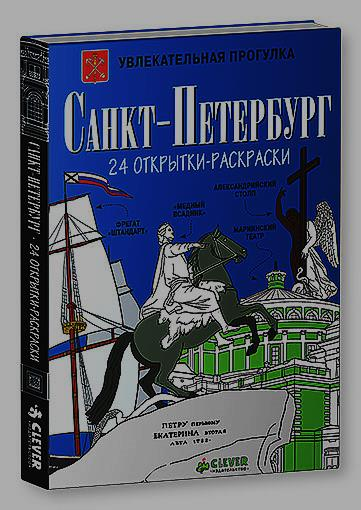 УВЛЕКАТЕЛЬНАЯ ПРОГУЛКА
САНКТ-ПЕТЕРБУРГ
24 ОТКРЫТКИ-РАСКРАСКИ
АЛЕКСАНДРИЙСКИЙ
СТОЛП
ФРЕГАТ
«ШТАНДАРТ»
«МЕДНЫЙ
ВСАДНИК»
МАРИИНСКИЙ
ТЕАТР
ПЕТРУ ПЕРВОМУ
ЕКАТЕРИНА ВТОРАЯ
ЛЕТА 1782
CLEVER
ИЗДАТЕЛЬСТВО
САНКТ-ПЕТЕРБУРГ
24 ОТКРЫТКИ-РАСКРАСКИ
CLEVER